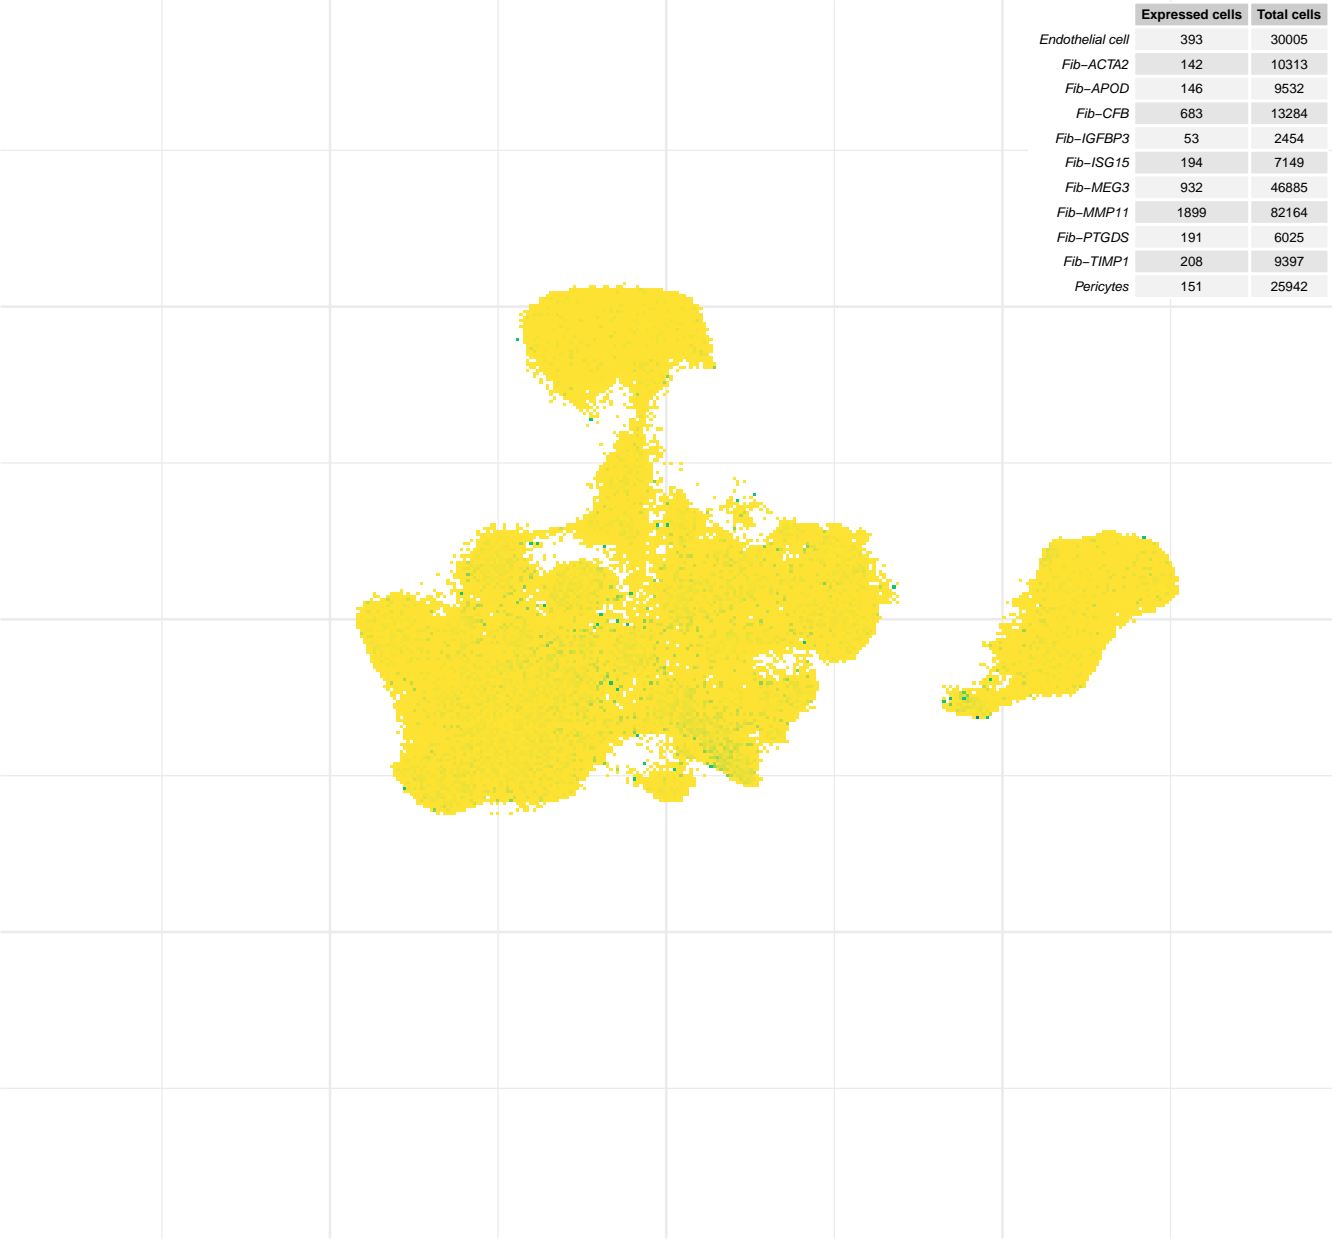 Expressed cells Total cells
Endothelial cell 393 30005
Fib−ACTA2 142 10313
Fib−APOD 146 9532
Fib−CFB 683 13284
Fib−IGFBP3 53 2454
Fib−ISG15 194 7149
Fib−MEG3 932 46885
Fib−MMP11 1899 82164
Fib−PTGDS 191 6025
Fib−TIMP1 208 9397
Pericytes 151 25942